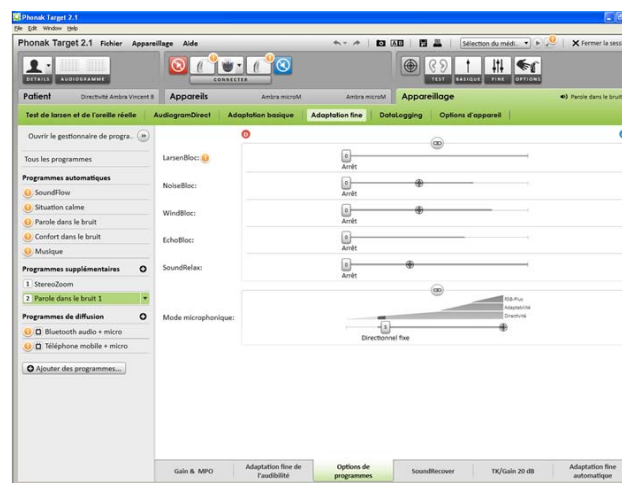 Phonak Target 2.1
File Edit Window Help
Phonak Target 2.1 Fichier Appareillage Aide
Sélection du médi...
Fermer la sess
DETAILS AUDIOGRAMME
CONNECTER
TEST BASIQUE FINE OPTIONS
Patient Directivité Ambra Vincent B Appareils Ambra microM Ambra microM Appareillage Parole dans le bruit
Test de larsen et de l'oreille réelle AudiogramDirect Adaptation basique Adaptation fine DataLogging Options d'appareil
Ouvrir le gestionnaire de progra..
Tous les programmes
Programmes automatiques
SoundFlow
Situation calme
Parole dans le bruit
Confort dans le bruit
Musique
Programmes supplémentaires
1 StereoZoom
2 Parole dans le bruit 1
Programmes de diffusion
Bluetooth audio + micro
Téléphone mobile + micro
Ajouter des programmes...
D
LarsenBloc:
0
Arrêt
NoiseBloc:
0
Arrêt
WindBloc:
0
Arrêt
EchoBloc:
0
Arrêt
SoundRelax:
0
Arrêt
Mode microphonique:
RSB-Plus
Adaptabilité
Directivité
Directionnel fixe
Gain & MPO
Adaptation fine de l'audibilité
Options de programmes
SoundRecover
TK/Gain 20 dB
Adaptation fine automatique